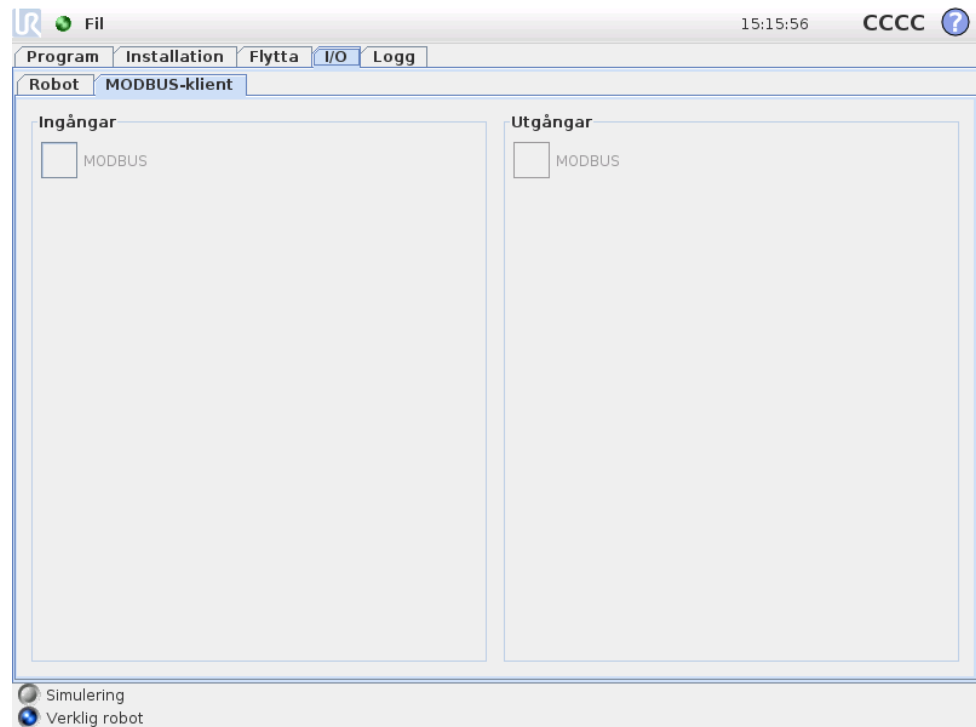 UR Fil 15:15:56 CCCC ?
Program Installation Flytta I/O Logg
Robot MODBUS-klient
Ingångar
MODBUS
Utgångar
MODBUS
Simulering
Verklig robot